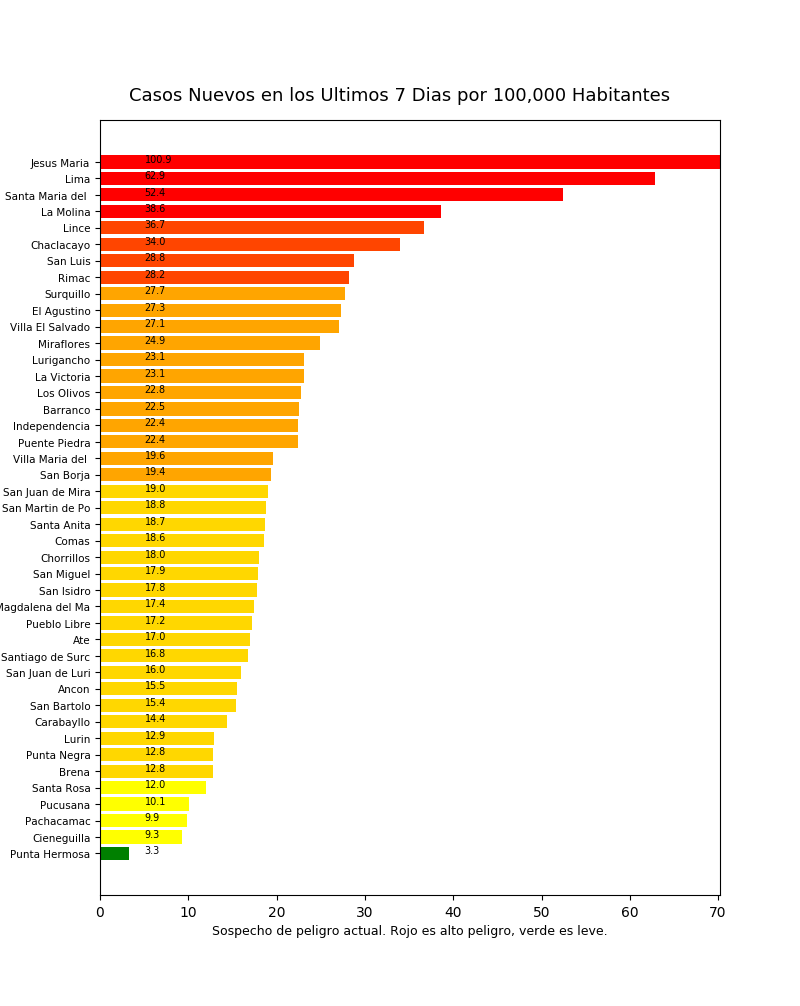 Casos Nuevos en los Ultimos 7 Dias por 100,000 Habitantes
Jesus Maria 100.9
Lima 62.9
Santa Maria del 52.4
La Molina 38.6
Lince 36.7
Chaclacayo 34.0
San Luis 28.8
Rimac 28.2
Surquillo 27.7
El Agustino 27.3
Villa El Salvado 27.1
Miraflores 24.9
Lurigancho 23.1
La Victoria 23.1
Los Olivos 22.8
Barranco 22.5
Independencia 22.4
Puente Piedra 22.4
Villa Maria del 19.6
San Borja 19.4
San Juan de Mira 19.0
San Martin de Po 18.8
Santa Anita 18.7
Comas 18.6
Chorrillos 18.0
San Miguel 17.9
San Isidro 17.8
Magdalena del Ma 17.4
Pueblo Libre 17.2
Ate 17.0
Santiago de Surc 16.8
San Juan de Luri 16.0
Ancon 15.5
San Bartolo 15.4
Carabayllo 14.4
Lurin 12.9
Punta Negra 12.8
Brena 12.8
Santa Rosa 12.0
Pucusana 10.1
Pachacamac 9.9
Cieneguilla 9.3
Punta Hermosa 3.3
0 10 20 30 40 50 60 70
Sospecho de peligro actual. Rojo es alto peligro, verde es leve.